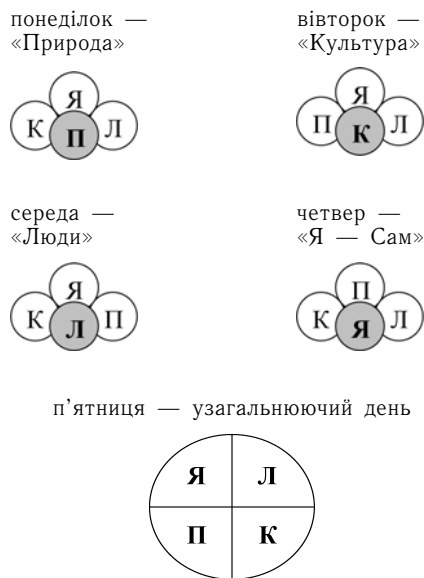 понеділок —
«Природа»
Я
К П Л
вівторок —
«Культура»
Я
П К Л
середа —
«Люди»
Я
К Л П
четвер —
«Я — Сам»
П
К Я Л
п’ятниця — узагальнюючий день
Я Л
П К